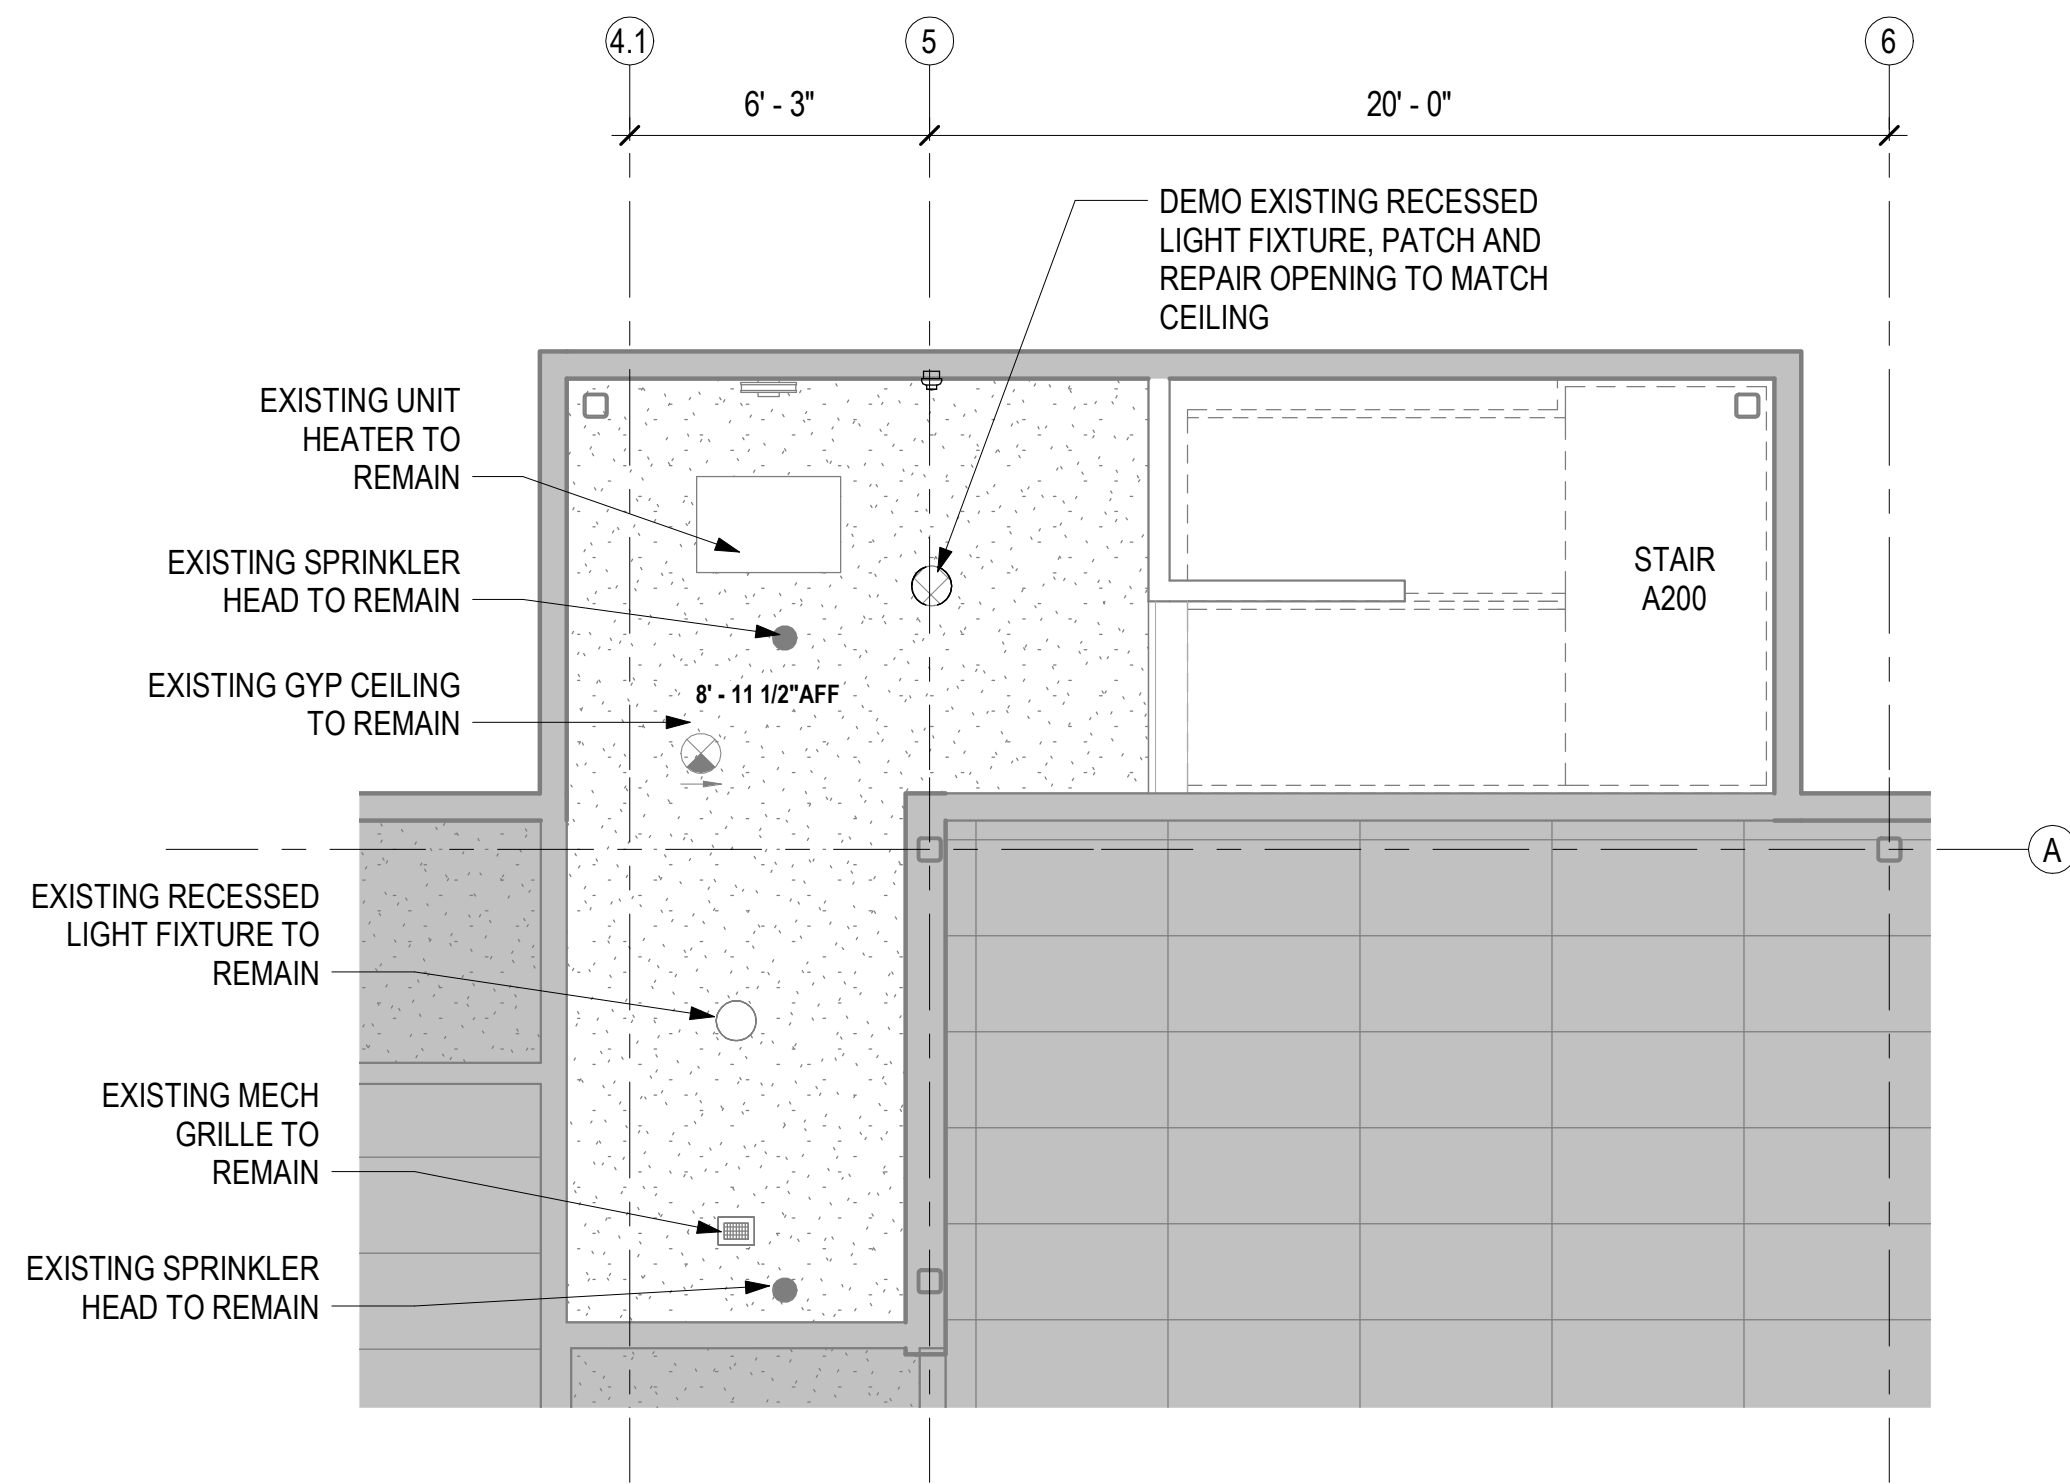 4.1
5
6
6' - 3"
20' - 0"
DEMO EXISTING RECESSED
LIGHT FIXTURE, PATCH AND
REPAIR OPENING TO MATCH
CEILING
EXISTING UNIT
HEATER TO
REMAIN
EXISTING SPRINKLER
HEAD TO REMAIN
STAIR
A200
EXISTING GYP CEILING
TO REMAIN
8' - 11 1/2"AFF
A
EXISTING RECESSED
LIGHT FIXTURE TO
REMAIN
EXISTING MECH
GRILLE TO
REMAIN
EXISTING SPRINKLER
HEAD TO REMAIN